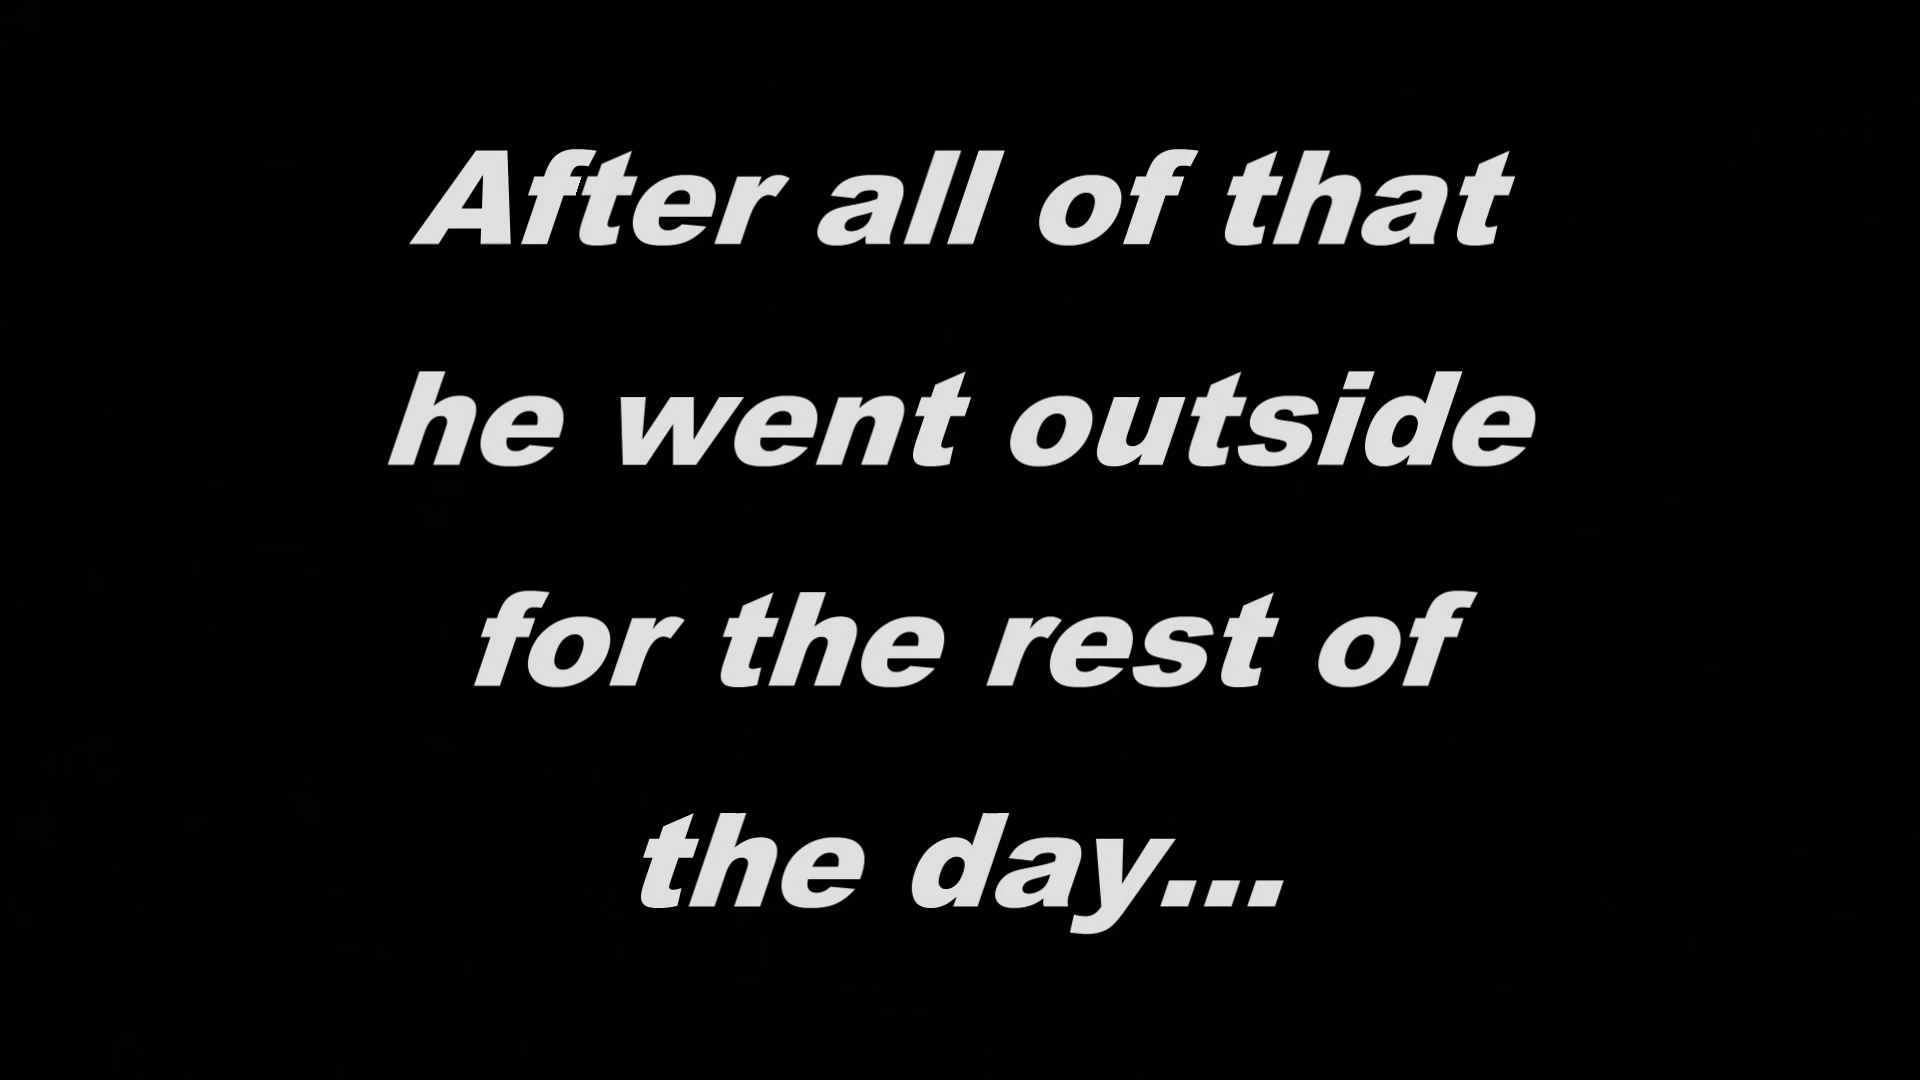 After all of that
he went outside
for the rest of
the day...